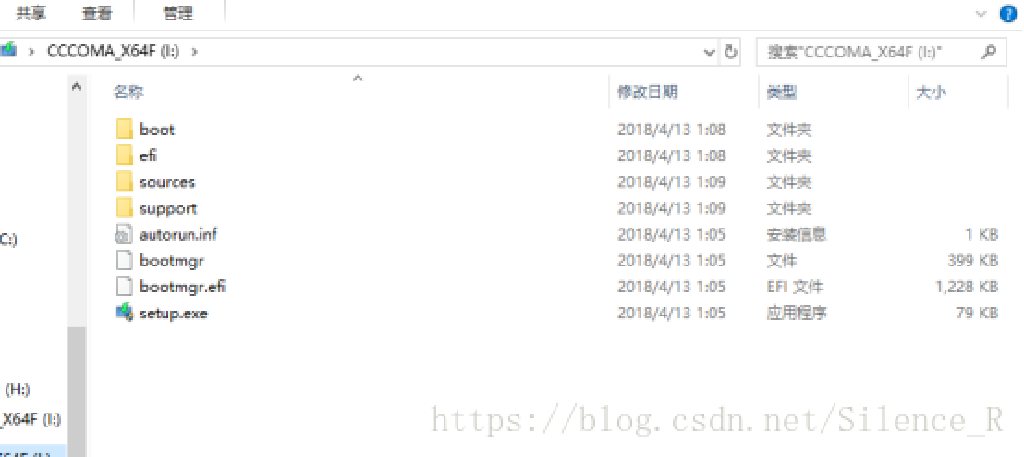 共享 查看 管理
CCCOMA_X64F (I:)
搜索"CCCOMA_X64F (I:)"
名称 修改日期 类型 大小
boot 2018/4/13 1:08 文件夹
efi 2018/4/13 1:08 文件夹
sources 2018/4/13 1:09 文件夹
support 2018/4/13 1:09 文件夹
autorun.inf 2018/4/13 1:05 安装信息 1 KB
bootmgr 2018/4/13 1:05 文件 399 KB
bootmgr.efi 2018/4/13 1:05 EFI 文件 1,228 KB
setup.exe 2018/4/13 1:05 应用程序 79 KB
C:)
(H:)
_X64F (I:)
https://blog.csdn.net/Silence_R